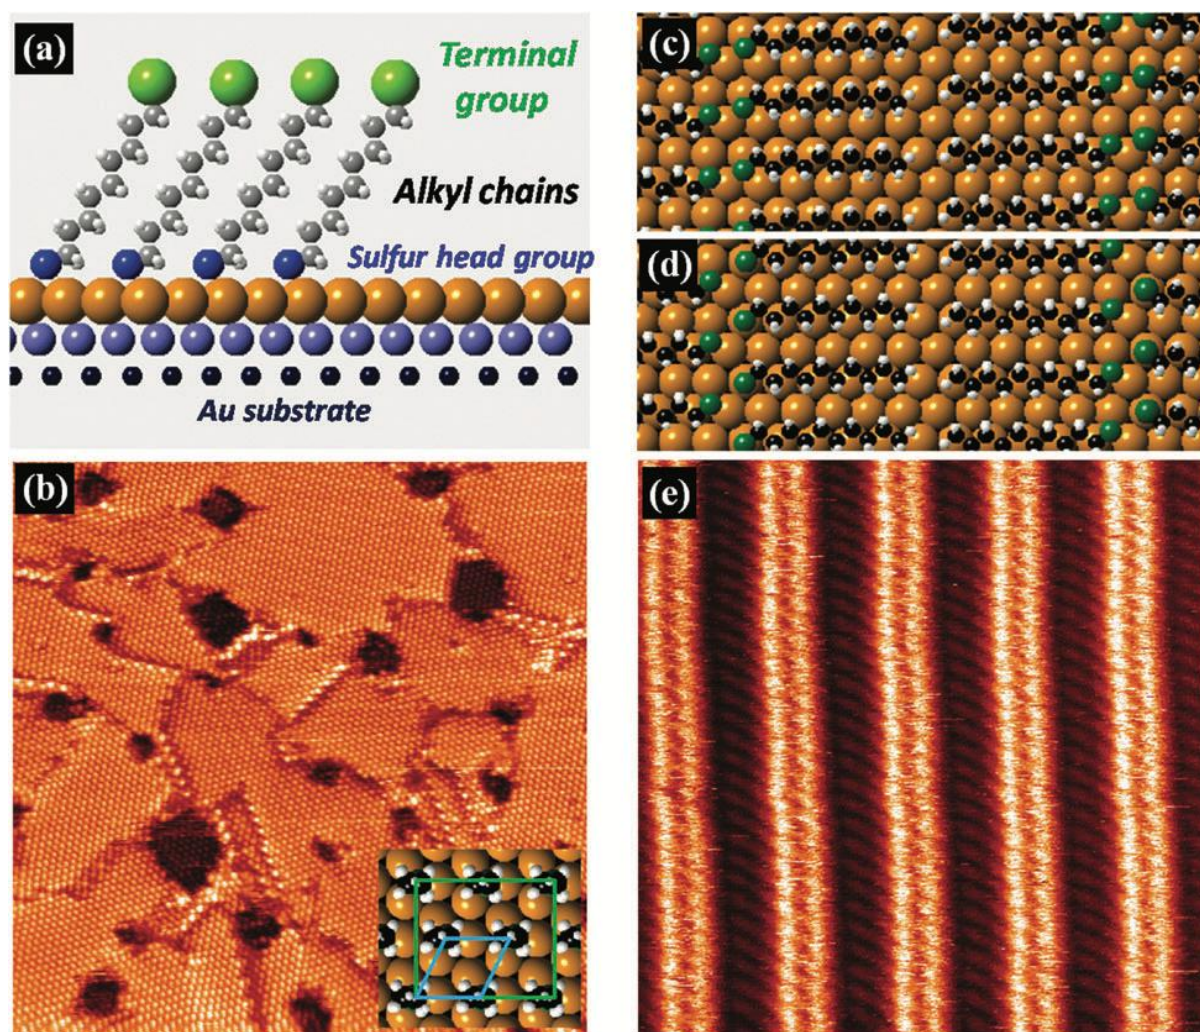 (a)
Terminal
group
Alkyl chains
Sulfur head group
Au substrate
(b)
(c)
(d)
(e)